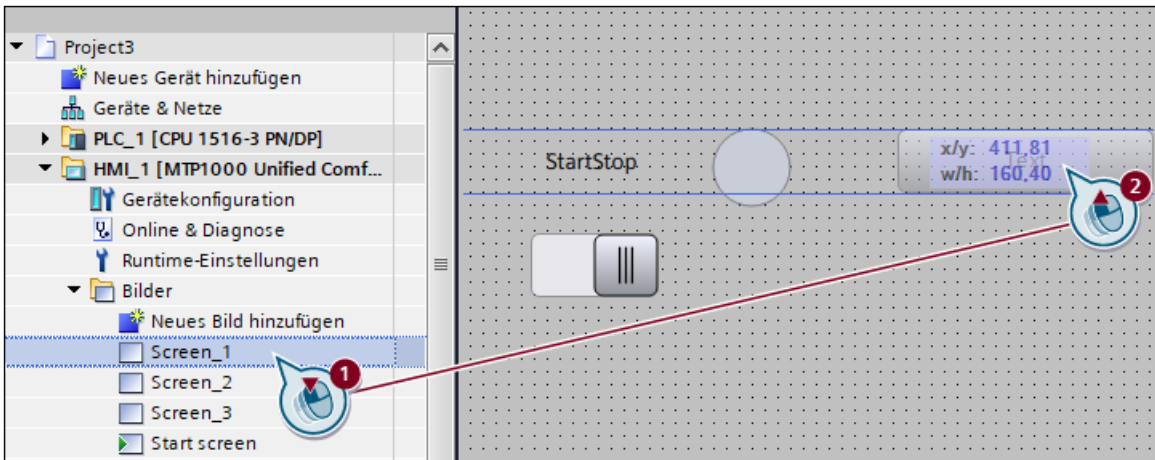 Project3
Neues Gerät hinzufügen
Geräte & Netze
PLC_1 [CPU 1516-3 PN/DP]
HMI_1 [MTP1000 Unified Comf...
Gerätekonfiguration
Online & Diagnose
Runtime-Einstellungen
Bilder
Neues Bild hinzufügen
Screen_1
Screen_2
Screen_3
Start screen
1
StartStop
Text
x/y: 411,81
w/h: 160,40
2